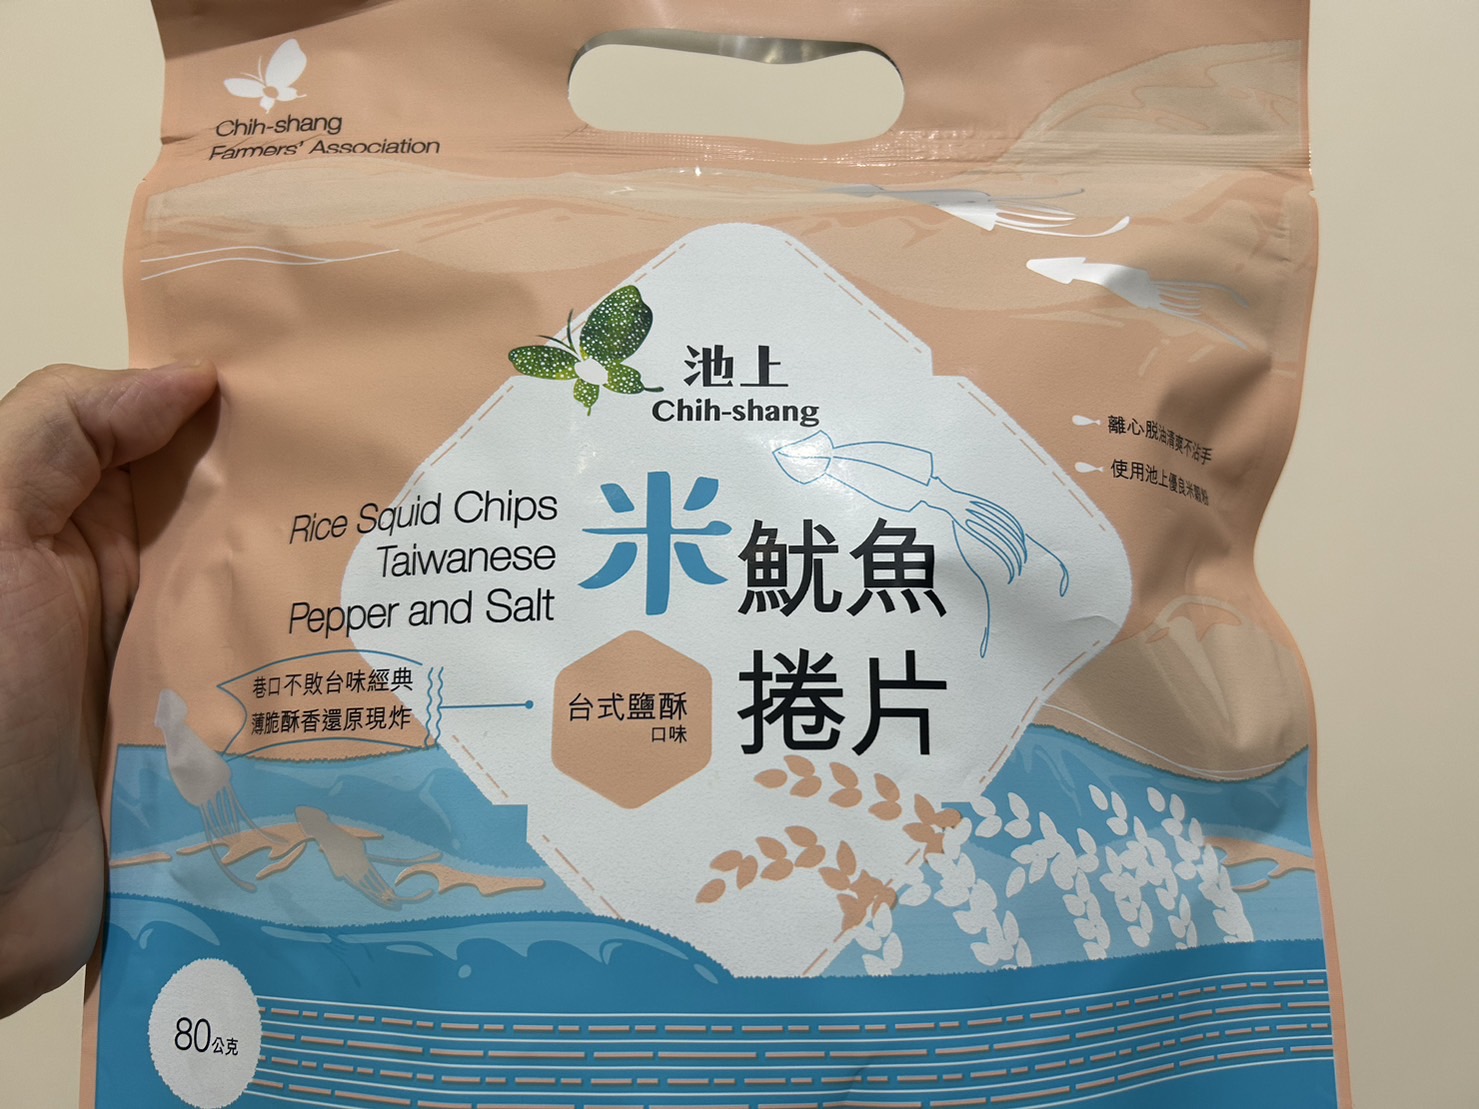 Chih-shang
Farmers' Association
池上
Chih-shang
離心脫油清爽不沾手
使用池上優良米穀粉
Rice Squid Chips
Taiwanese
Pepper and Salt
米魷魚
捲片
巷口不敗台味經典
薄脆酥香還原現炸
台式鹽酥
口味
80公克